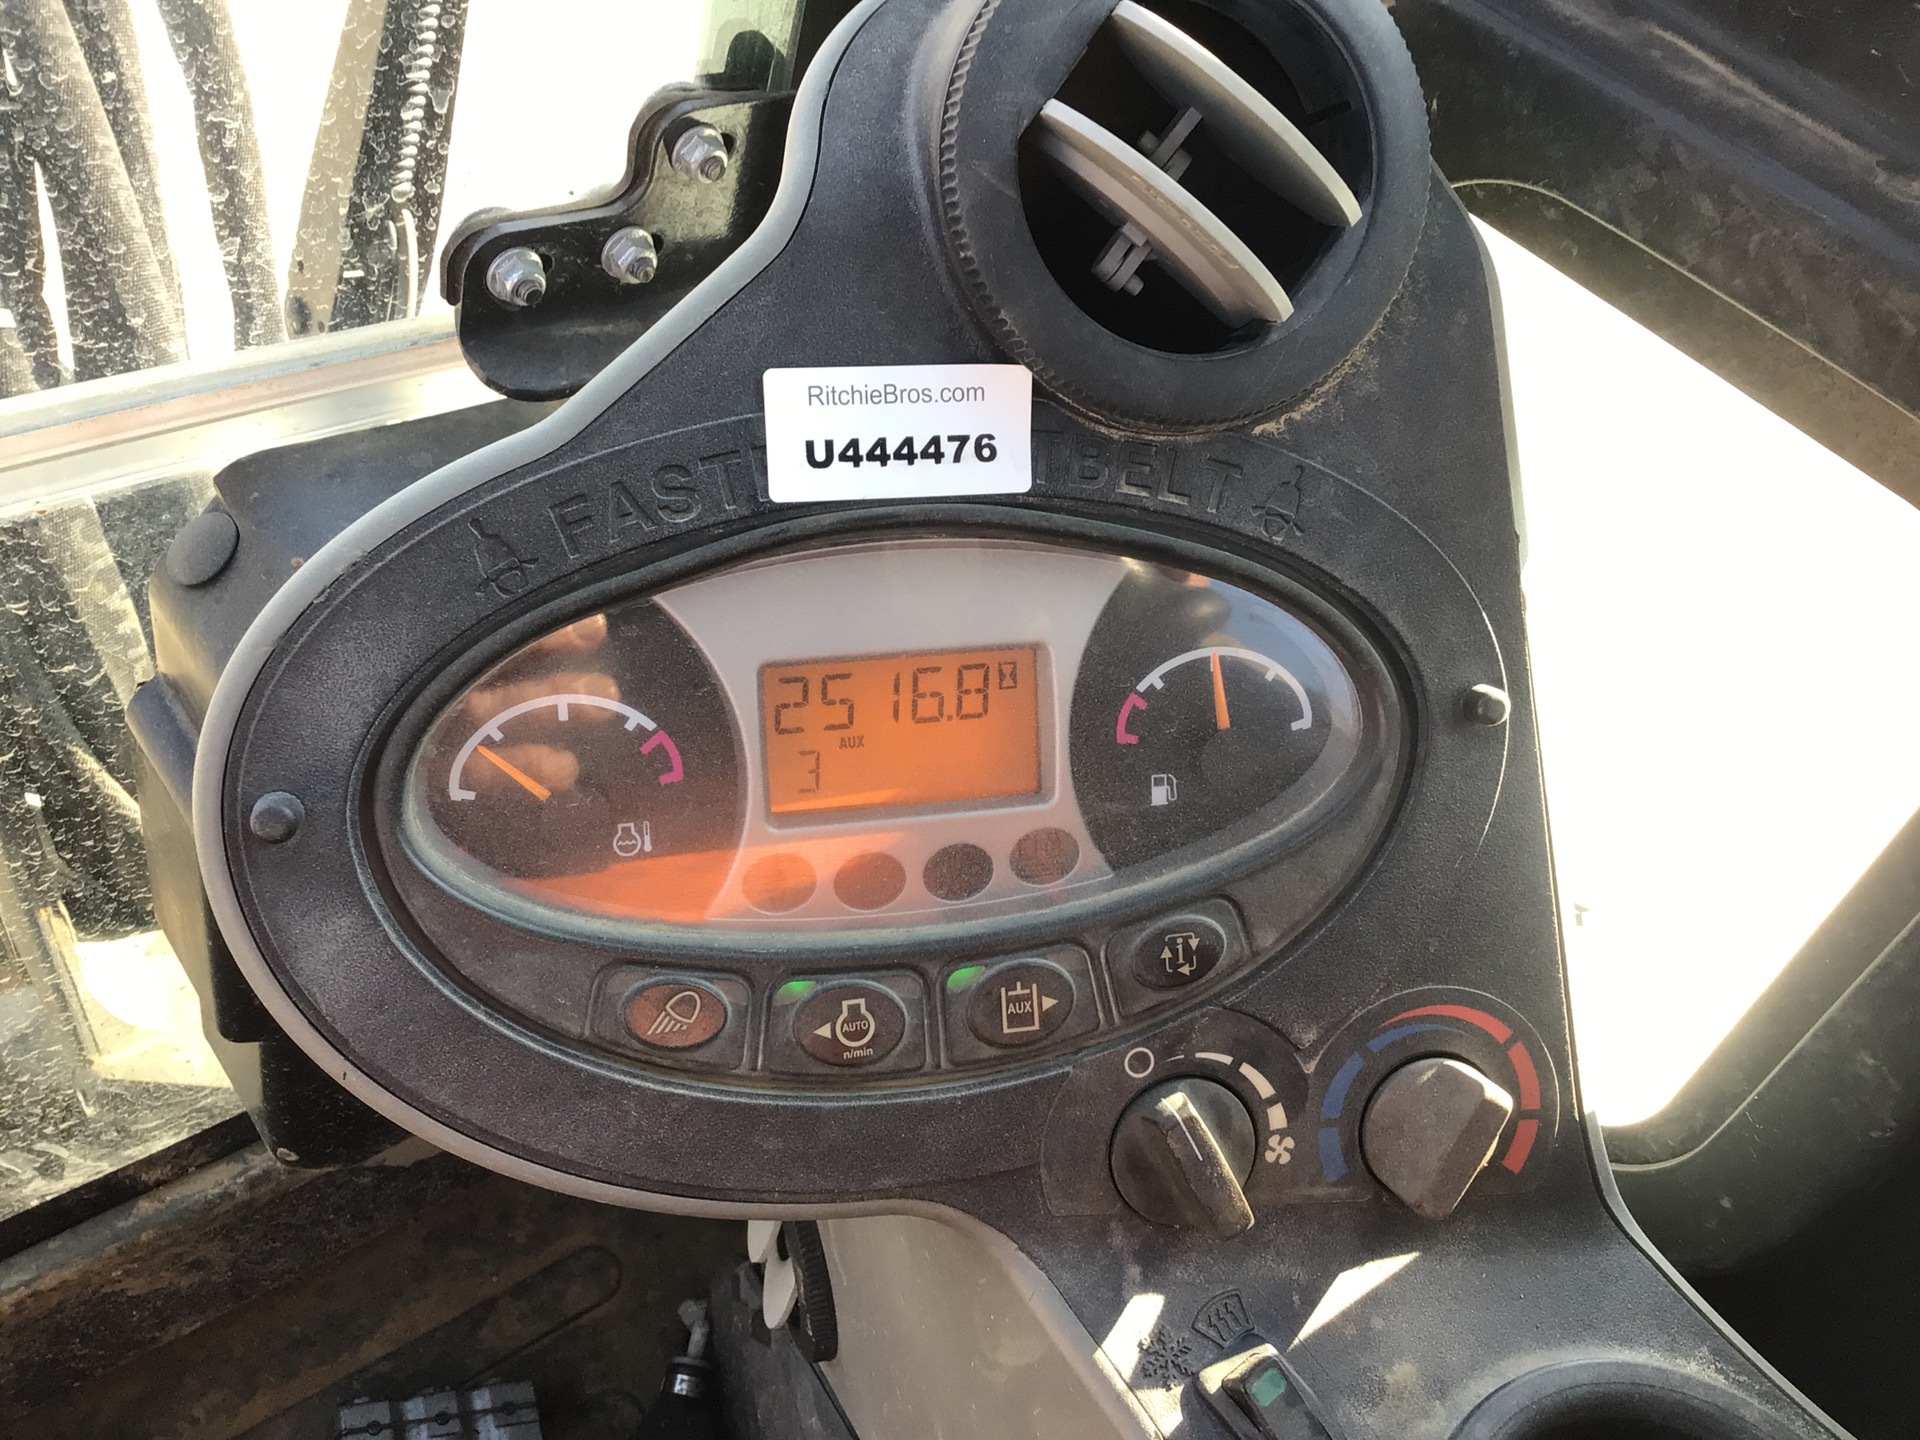 RitchieBros.com
U444476
FAST TBELT
2516.8
AUX
3
AUTO
n/min
AUX
i